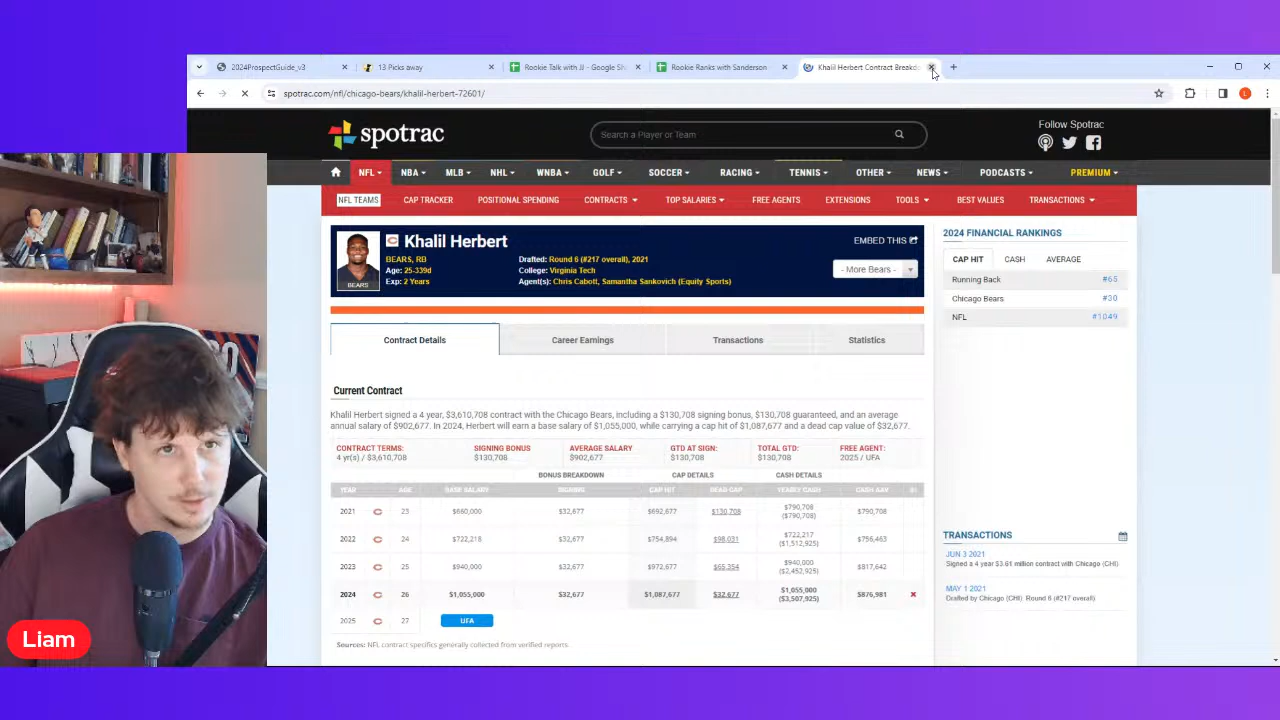 2024ProspectGuide_v3
13 Picks away
Rookie Talk with JJ - Google Sh
Rookie Ranks with Sanderson
Khalil Herbert Contract Breakdo
spotrac.com/nfl/chicago-bears/khalil-herbert-72601/
spotrac
Search a Player or Team
Follow Spotrac
NFL NBA MLB NHL WNBA GOLF SOCCER RACING TENNIS OTHER NEWS PODCASTS PREMIUM
NFL TEAMS CAP TRACKER POSITIONAL SPENDING CONTRACTS TOP SALARIES FREE AGENTS EXTENSIONS TOOLS BEST VALUES TRANSACTIONS
Khalil Herbert
EMBED THIS
BEARS, RB
Drafted: Round 6 (#217 overall), 2021
Age: 25-339d
College: Virginia Tech
- More Bears -
Exp: 2 Years
Agent(s): Chris Cabott, Samantha Sankovich (Equity Sports)
BEARS
2024 FINANCIAL RANKINGS
CAP HIT CASH AVERAGE
Running Back #65
Chicago Bears #30
NFL #1049
Contract Details Career Earnings Transactions Statistics
Current Contract
Khalil Herbert signed a 4 year, $3,610,708 contract with the Chicago Bears, including a $130,708 signing bonus, $130,708 guaranteed, and an average
annual salary of $902,677. In 2024, Herbert will earn a base salary of $1,055,000, while carrying a cap hit of $1,087,677 and a dead cap value of $32,677.
CONTRACT TERMS: SIGNING BONUS AVERAGE SALARY GTD AT SIGN: TOTAL GTD: FREE AGENT:
4 yr(s) / $3,610,708 $130,708 $902,677 $130,708 $130,708 2025 / UFA
BONUS BREAKDOWN CAP DETAILS CASH DETAILS
YEAR AGE BASE SALARY SIGNING CAP HIT DEAD CAP YEARLY CASH CASH AAV
2021 23 $660,000 $32,677 $692,677 $130,708 $790,708 $790,708
($790,708)
2022 24 $722,218 $32,677 $754,894 $98,031 $722,217 $756,463
($1,512,925)
2023 25 $940,000 $32,677 $972,677 $65,354 $940,000 $817,642
($2,452,925)
2024 26 $1,055,000 $32,677 $1,087,677 $32,677 $1,055,000 $876,981
($3,507,925)
2025 27 UFA
Sources: NFL contract specifics generally collected from verified reports.
TRANSACTIONS
JUN 3 2021
Signed a 4 year $3.61 million contract with Chicago (CHI)
MAY 1 2021
Drafted by Chicago (CHI): Round 6 (#217 overall)
Liam